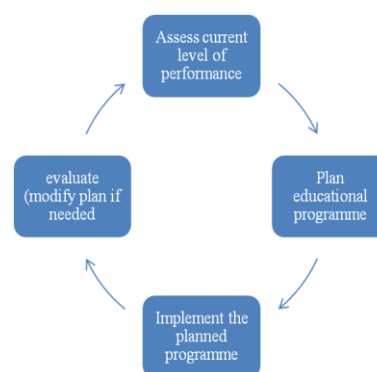 Assess current
level of
performance
Plan
educational
programme
Implement the
planned
programme
evaluate
(modify plan if
needed